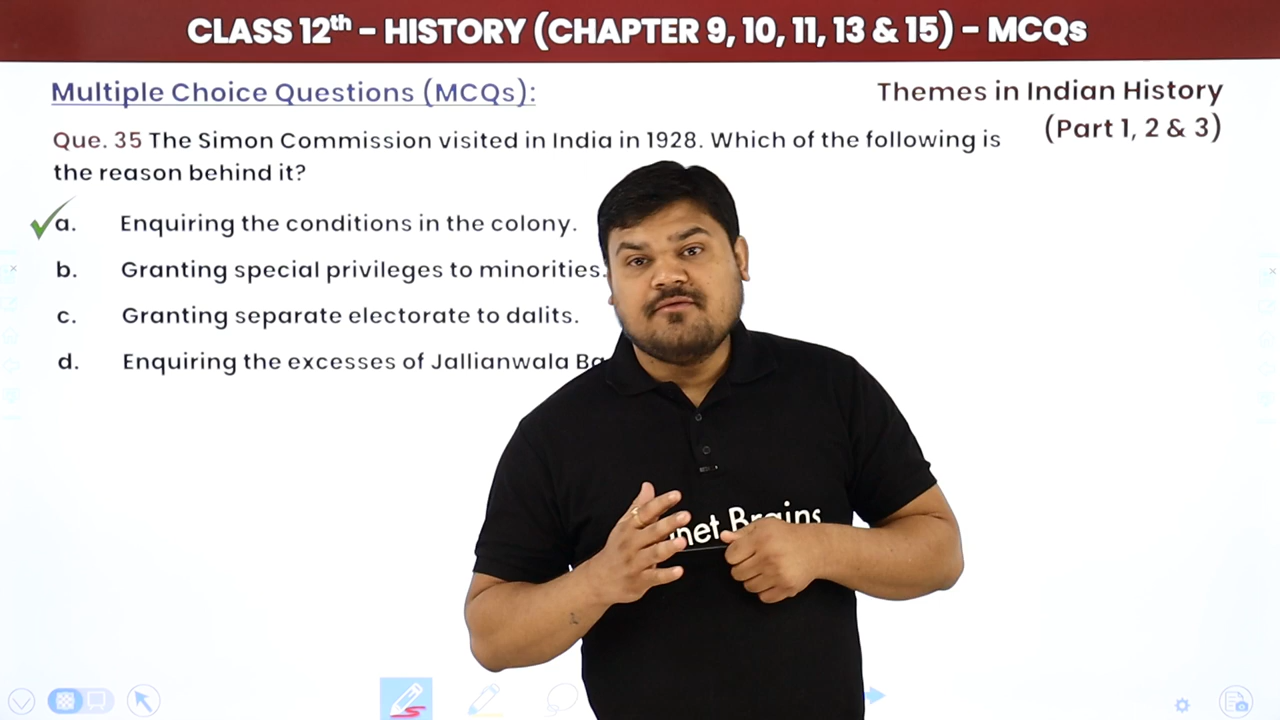 CLASS 12th - HISTORY (CHAPTER 9, 10, 11, 13 & 15) - MCQs
Multiple Choice Questions (MCQs):
Themes in Indian History
(Part 1, 2 & 3)
Que. 35 The Simon Commission visited in India in 1928. Which of the following is
the reason behind it?
a. Enquiring the conditions in the colony.
b. Granting special privileges to minorities.
c. Granting separate electorate to dalits.
d. Enquiring the excesses of Jallianwala